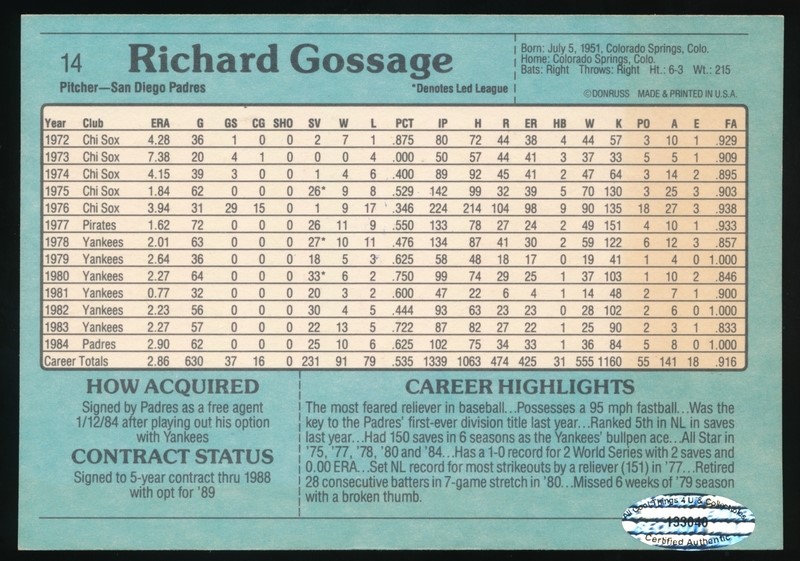 14 Richard Gossage
Pitcher—San Diego Padres *Denotes Led League
Born: July 5, 1951, Colorado Springs, Colo.
Home: Colorado Springs, Colo.
Bats: Right Throws: Right Ht.: 6-3 Wt.: 215
©DONRUSS MADE & PRINTED IN U.S.A.
Year Club ERA G GS CG SHO SV W L PCT IP H R ER HB W K PO A E FA
1972 Chi Sox 4.28 36 1 0 0 2 7 1 .875 80 72 44 38 4 44 57 3 10 1 .929
1973 Chi Sox 7.38 20 4 1 0 0 0 4 .000 50 57 44 41 3 37 33 5 5 1 .909
1974 Chi Sox 4.15 39 3 0 0 1 4 6 .400 89 92 45 41 2 47 64 3 14 2 .895
1975 Chi Sox 1.84 62 0 0 0 26* 9 8 .529 142 99 32 39 5 70 130 3 25 3 .903
1976 Chi Sox 3.94 31 29 15 0 1 9 17 .346 224 214 104 98 9 90 135 18 27 3 .938
1977 Pirates 1.62 72 0 0 0 26 11 9 .550 133 78 27 24 2 49 151 4 10 1 .933
1978 Yankees 2.01 63 0 0 0 27* 10 11 .476 134 87 41 30 2 59 122 6 12 3 .857
1979 Yankees 2.64 36 0 0 0 18 5 3 .625 58 48 18 17 0 19 41 1 4 0 1.000
1980 Yankees 2.27 64 0 0 0 33* 6 2 .750 99 74 29 25 1 37 103 1 10 2 .846
1981 Yankees 0.77 32 0 0 0 20 3 2 .600 47 22 6 4 1 14 48 2 7 1 .900
1982 Yankees 2.23 56 0 0 0 30 4 5 .444 93 63 23 23 0 28 102 2 6 0 1.000
1983 Yankees 2.27 57 0 0 0 22 13 5 .722 87 82 27 22 1 25 90 2 3 1 .833
1984 Padres 2.90 62 0 0 0 25 10 6 .625 102 75 34 33 1 36 84 5 8 0 1.000
Career Totals 2.86 630 37 16 0 231 91 79 .535 1339 1063 474 425 31 555 1160 55 141 18 .916
HOW ACQUIRED
Signed by Padres as a free agent
1/12/84 after playing out his option
with Yankees
CONTRACT STATUS
Signed to 5-year contract thru 1988
with opt for '89
CAREER HIGHLIGHTS
The most feared reliever in baseball...Possesses a 95 mph fastball...Was the
key to the Padres' first-ever division title last year...Ranked 5th in NL in saves
last year...Had 150 saves in 6 seasons as the Yankees' bullpen ace...All Star in
'75, '77, '78, '80 and '84...Has a 1-0 record for 2 World Series with 2 saves and
0.00 ERA...Set NL record for most strikeouts by a reliever (151) in '77...Retired
28 consecutive batters in 7-game stretch in '80...Missed 6 weeks of '79 season
with a broken thumb.
All Good Things 4 U & Collectibles
133046
Certified Authentic